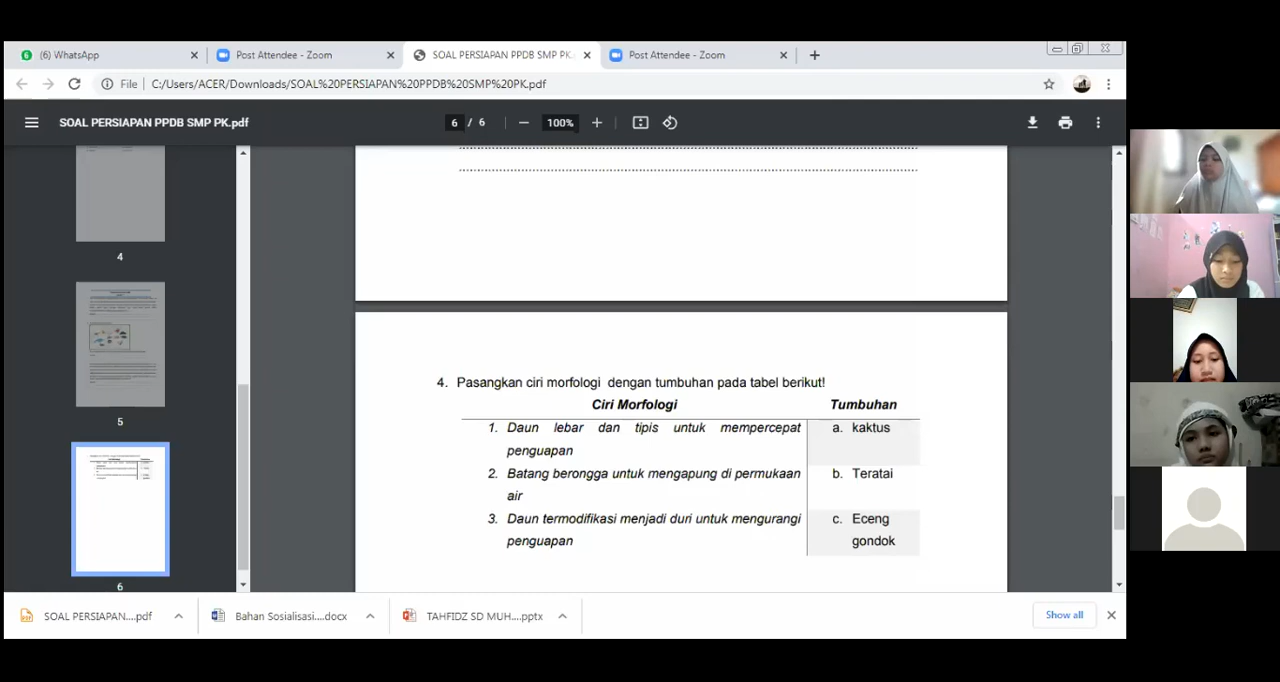 (6) WhatsApp
Post Attendee - Zoom
SOAL PERSIAPAN PPDB SMP PK
Post Attendee - Zoom
File
C:/Users/ACER/Downloads/SOAL%20PERSIAPAN%20PPDB%20SMP%20PK.pdf
SOAL PERSIAPAN PPDB SMP PK.pdf
6 / 6
100%
4
5
6
4. Pasangkan ciri morfologi dengan tumbuhan pada tabel berikut!
Ciri Morfologi Tumbuhan
1. Daun lebar dan tipis untuk mempercepat a. kaktus
penguapan
2. Batang berongga untuk mengapung di permukaan b. Teratai
air
3. Daun termodifikasi menjadi duri untuk mengurangi c. Eceng
penguapan gondok
SOAL PERSIAPAN....pdf
Bahan Sosialisasi....docx
TAHFIDZ SD MUH....pptx
Show all